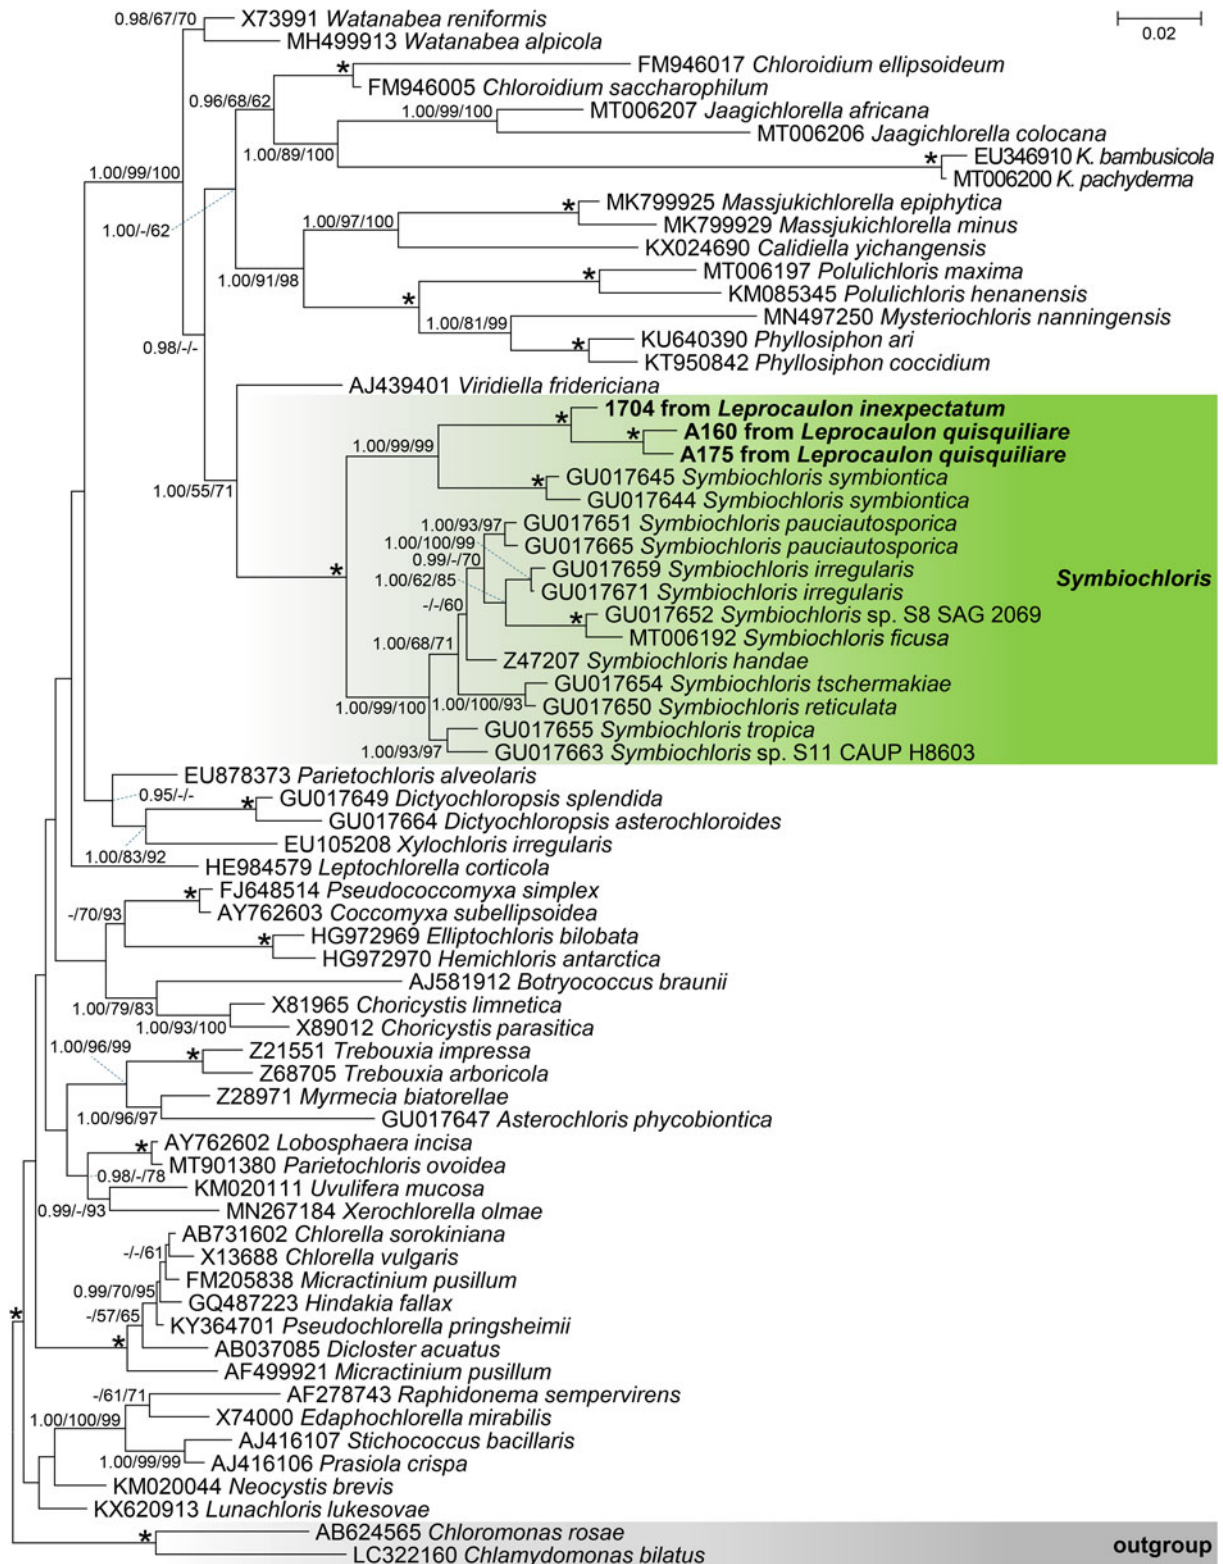 0.98/67/70
X73991 Watanabea reniformis
0.02
MH499913 Watanabea alpicola
*
FM946017 Chloroidium ellipsoideum
0.96/68/62
FM946005 Chloroidium saccharophilum
1.00/99/100
MT006207 Jaagichlorella africana
MT006206 Jaagichlorella colocana
1.00/89/100
*
EU346910 K. bambusicola
1.00/99/100
MT006200 K. pachyderma
*
MK799925 Massjukichlorella epiphytica
1.00/97/100
MK799929 Massjukichlorella minus
1.00/-/62
KX024690 Calidiella yichangensis
1.00/91/98
*
MT006197 Polulichloris maxima
*
KM085345 Polulichloris henanensis
1.00/81/99
MN497250 Mysteriochloris nanningensis
0.98/-/-
*
KU640390 Phyllosiphon ari
KT950842 Phyllosiphon coccidium
AJ439401 Viridiella fridericiana
*
1704 from Leprocaulon inexpectatum
*
A160 from Leprocaulon quisquiliare
1.00/99/99
A175 from Leprocaulon quisquiliare
1.00/55/71
*
GU017645 Symbiochloris symbiontica
GU017644 Symbiochloris symbiontica
1.00/93/97
GU017651 Symbiochloris pauciautosporica
1.00/100/99
GU017665 Symbiochloris pauciautosporica
0.99/-/70
GU017659 Symbiochloris irregularis
*
1.00/62/85
Symbiochloris
GU017671 Symbiochloris irregularis
-/-/60
*
GU017652 Symbiochloris sp. S8 SAG 2069
MT006192 Symbiochloris ficusa
1.00/68/71
Z47207 Symbiochloris handae
GU017654 Symbiochloris tschermakiae
1.00/99/100
1.00/100/93
GU017650 Symbiochloris reticulata
GU017655 Symbiochloris tropica
1.00/93/97
GU017663 Symbiochloris sp. S11 CAUP H8603
EU878373 Parietochloris alveolaris
0.95/-/-
*
GU017649 Dictyochloropsis splendida
GU017664 Dictyochloropsis asterochloroides
1.00/83/92
EU105208 Xylochloris irregularis
HE984579 Leptochlorella corticola
*
FJ648514 Pseudococcomyxa simplex
-/70/93
AY762603 Coccomyxa subellipsoidea
*
HG972969 Elliptochloris bilobata
HG972970 Hemichloris antarctica
AJ581912 Botryococcus braunii
1.00/79/83
X81965 Choricystis limnetica
1.00/93/100
X89012 Choricystis parasitica
1.00/96/99
*
Z21551 Trebouxia impressa
Z68705 Trebouxia arboricola
Z28971 Myrmecia biatorellae
1.00/96/97
GU017647 Asterochloris phycobiontica
*
AY762602 Lobosphaera incisa
MT901380 Parietochloris ovoidea
0.98/-/78
KM020111 Uvulifera mucosa
0.99/-/93
MN267184 Xerochlorella olmae
AB731602 Chlorella sorokiniana
-/-/61
X13688 Chlorella vulgaris
FM205838 Micractinium pusillum
0.99/70/95
GQ487223 Hindakia fallax
*
-/57/65
KY364701 Pseudochlorella pringsheimii
*
AB037085 Dicloster acuatus
AF499921 Micractinium pusillum
-/61/71
AF278743 Raphidonema sempervirens
1.00/100/99
X74000 Edaphochlorella mirabilis
AJ416107 Stichococcus bacillaris
1.00/99/99
AJ416106 Prasiola crispa
KM020044 Neocystis brevis
KX620913 Lunachloris lukesovae
*
AB624565 Chloromonas rosae
outgroup
LC322160 Chlamydomonas bilatus